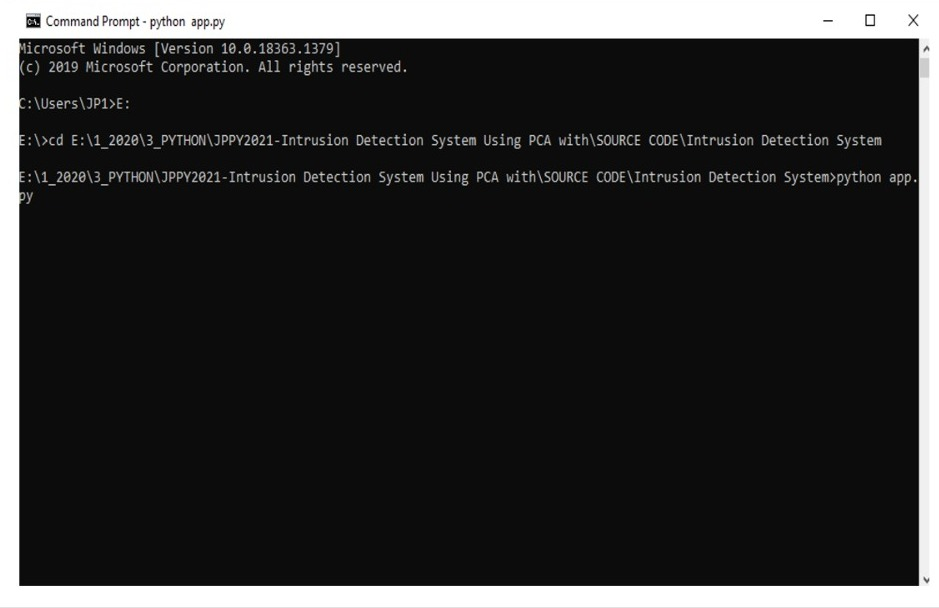 Command Prompt - python  app.py
Microsoft Windows [Version 10.0.18363.1379]
(c) 2019 Microsoft Corporation. All rights reserved.
C:\Users\JP1>E:
E:\>cd E:\1_2020\3_PYTHON\JPPY2021-Intrusion Detection System Using PCA with\SOURCE CODE\Intrusion Detection System
E:\1_2020\3_PYTHON\JPPY2021-Intrusion Detection System Using PCA with\SOURCE CODE\Intrusion Detection System>python app.
py